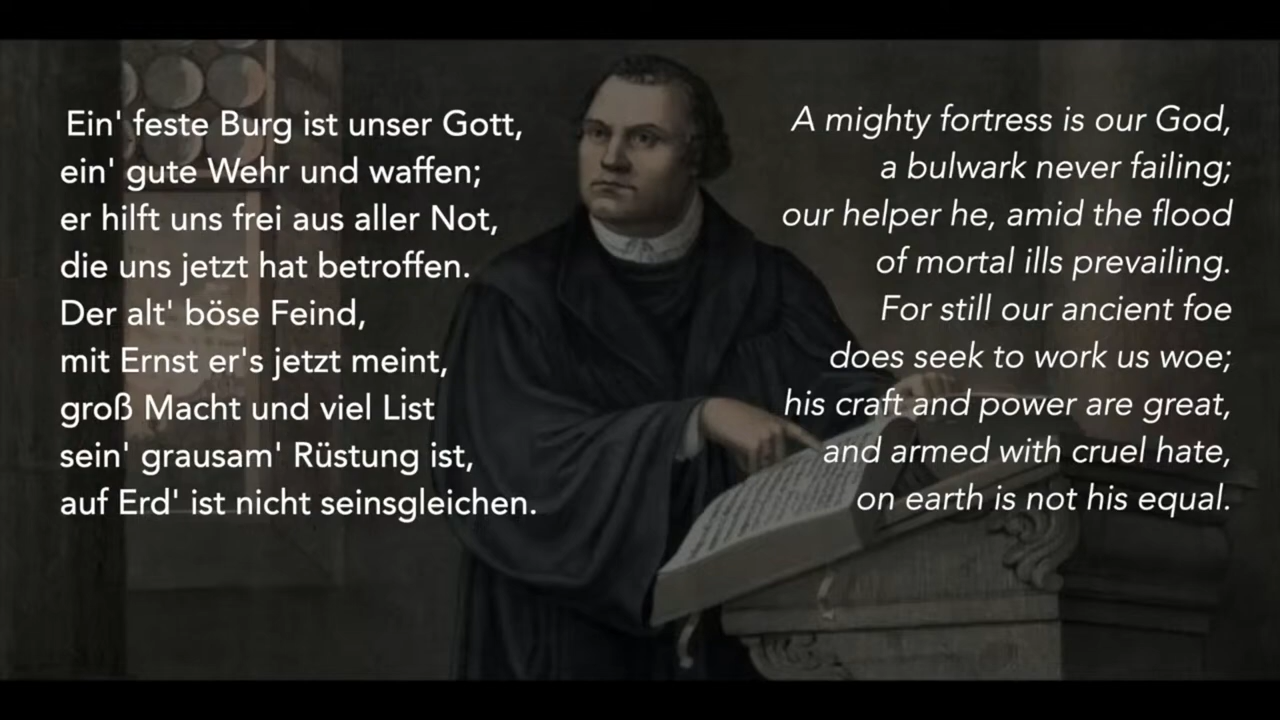 Ein' feste Burg ist unser Gott,
ein' gute Wehr und waffen;
er hilft uns frei aus aller Not,
die uns jetzt hat betroffen.
Der alt' böse Feind,
mit Ernst er's jetzt meint,
groß Macht und viel List
sein' grausam' Rüstung ist,
auf Erd' ist nicht seinsgleichen.
A mighty fortress is our God,
a bulwark never failing;
our helper he, amid the flood
of mortal ills prevailing.
For still our ancient foe
does seek to work us woe;
his craft and power are great,
and armed with cruel hate,
on earth is not his equal.